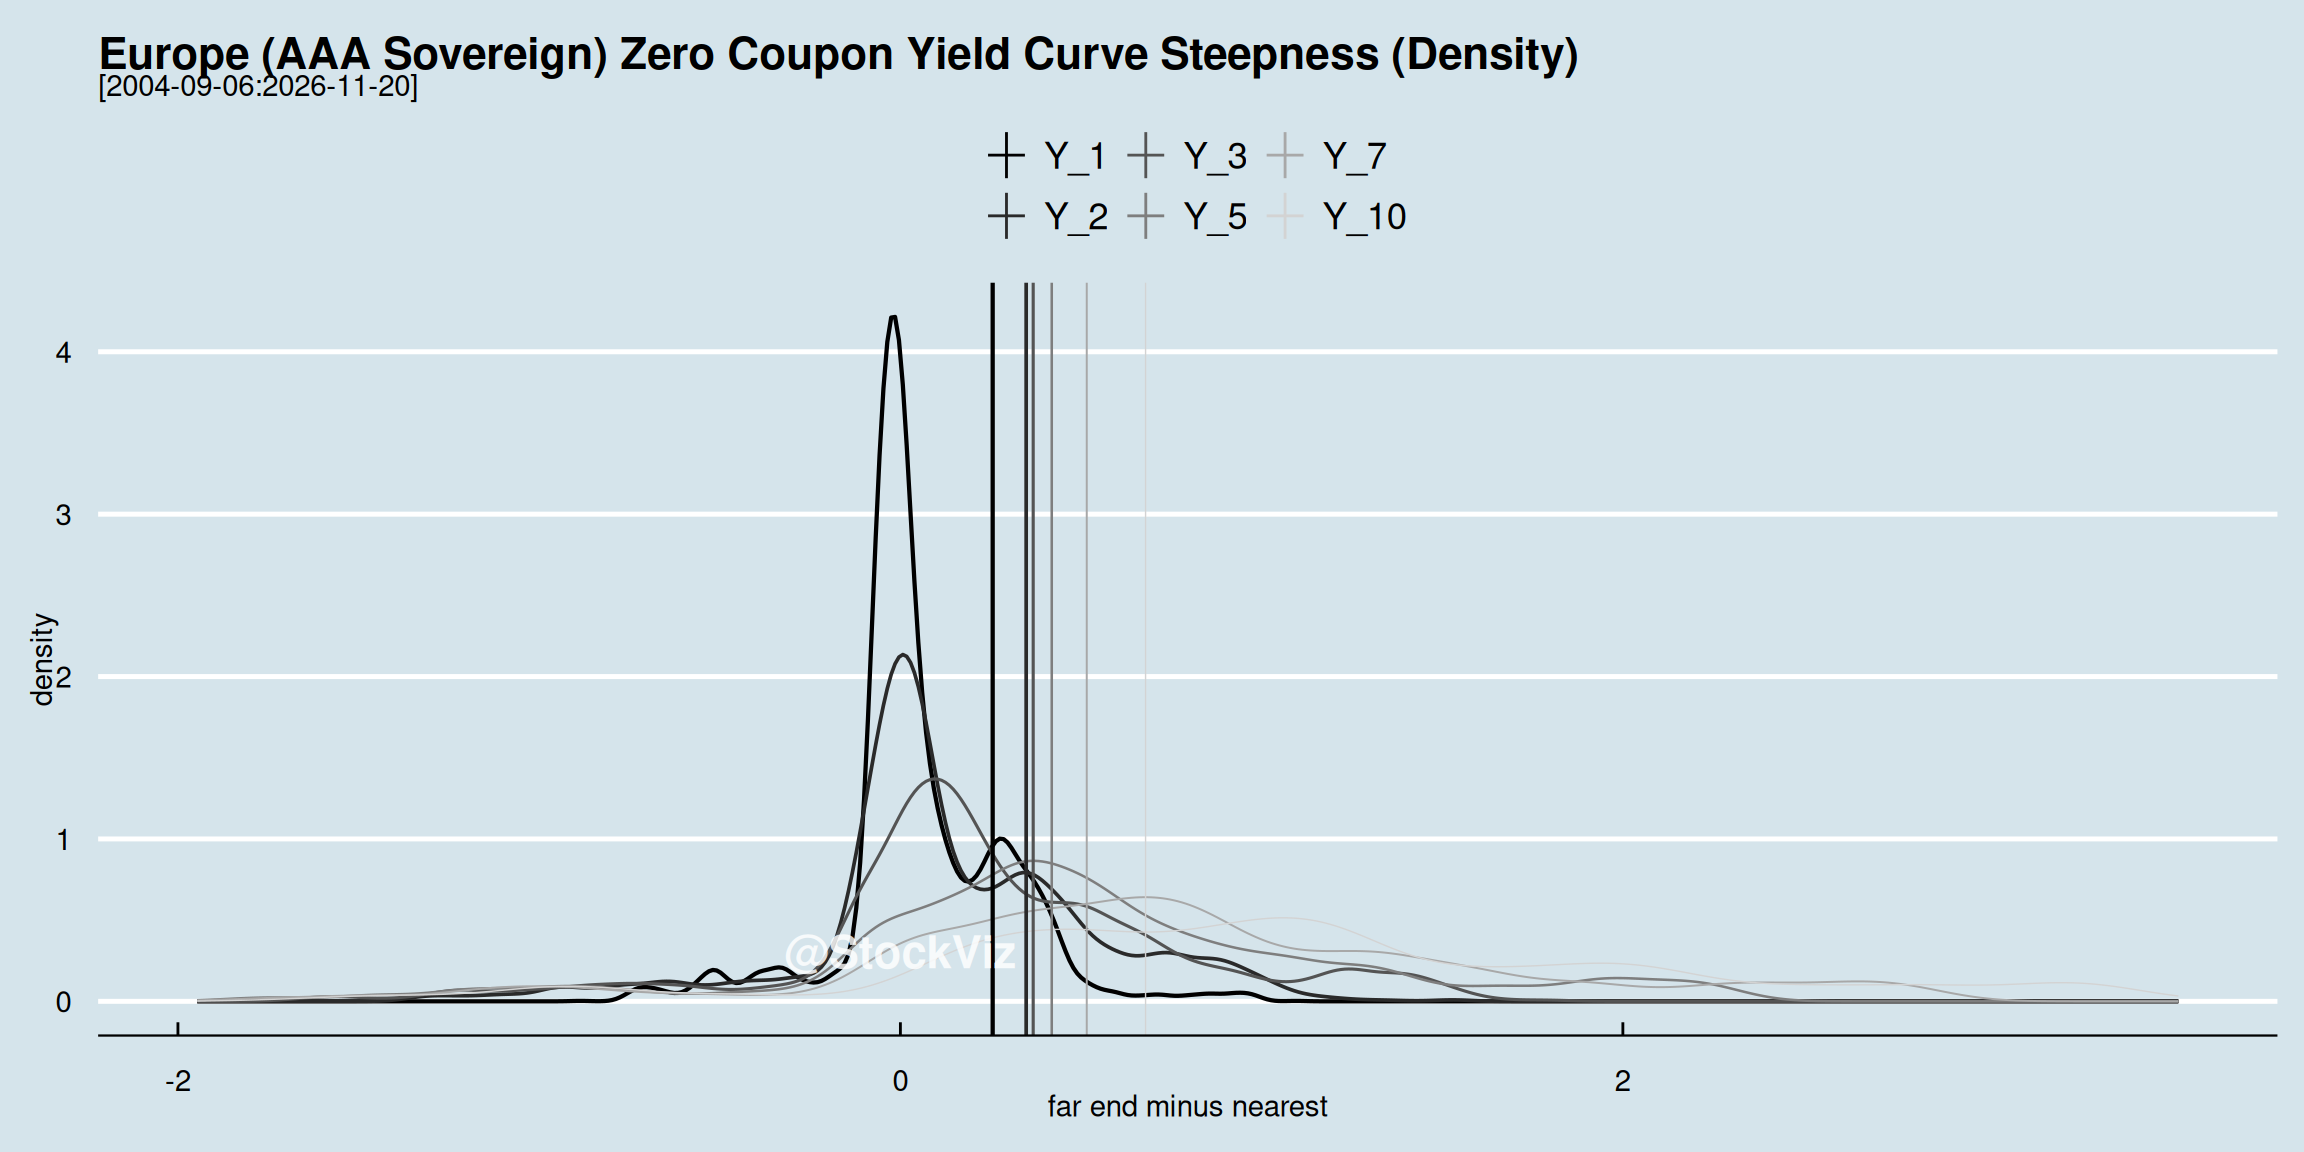 Europe (AAA Sovereign) Zero Coupon Yield Curve Steepness (Density)
[2004-09-06:2026-11-20]
Y_1 Y_3 Y_7
Y_2 Y_5 Y_10
4
3
2
1
0
density
@StockViz
-2 0 2
far end minus nearest